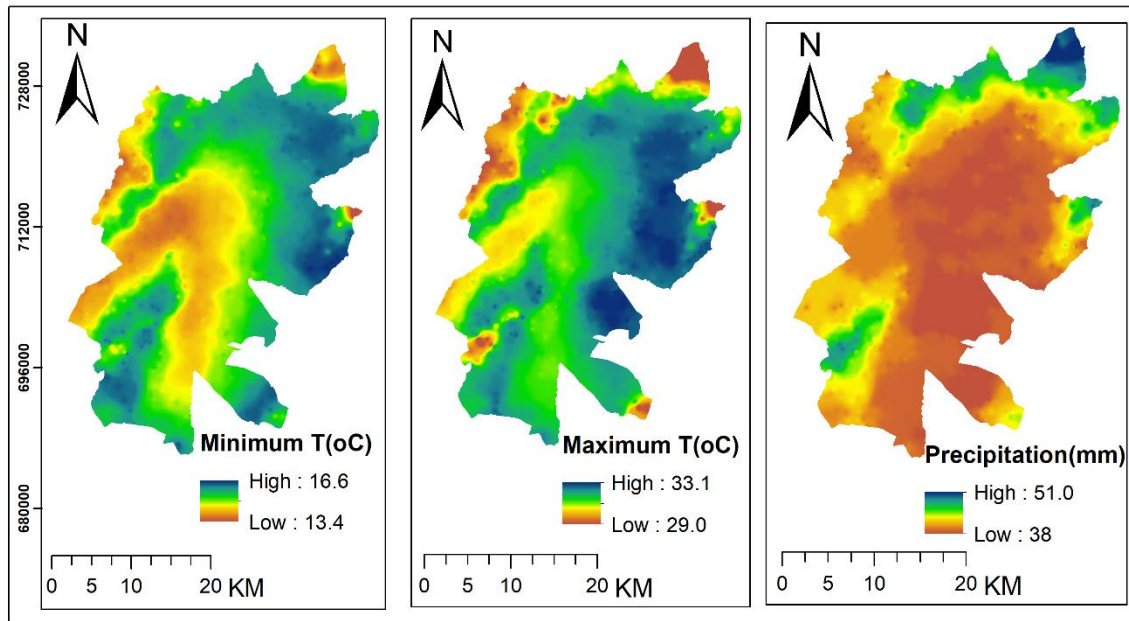 N
728000
712000
696000
680000
Minimum T(oC)
High : 16.6
Low : 13.4
0 5 10 20
KM
N
Maximum T(oC)
High : 33.1
Low : 29.0
0 5 10 20
KM
N
Precipitation(mm)
High : 51.0
Low : 38
0 5 10 20
KM